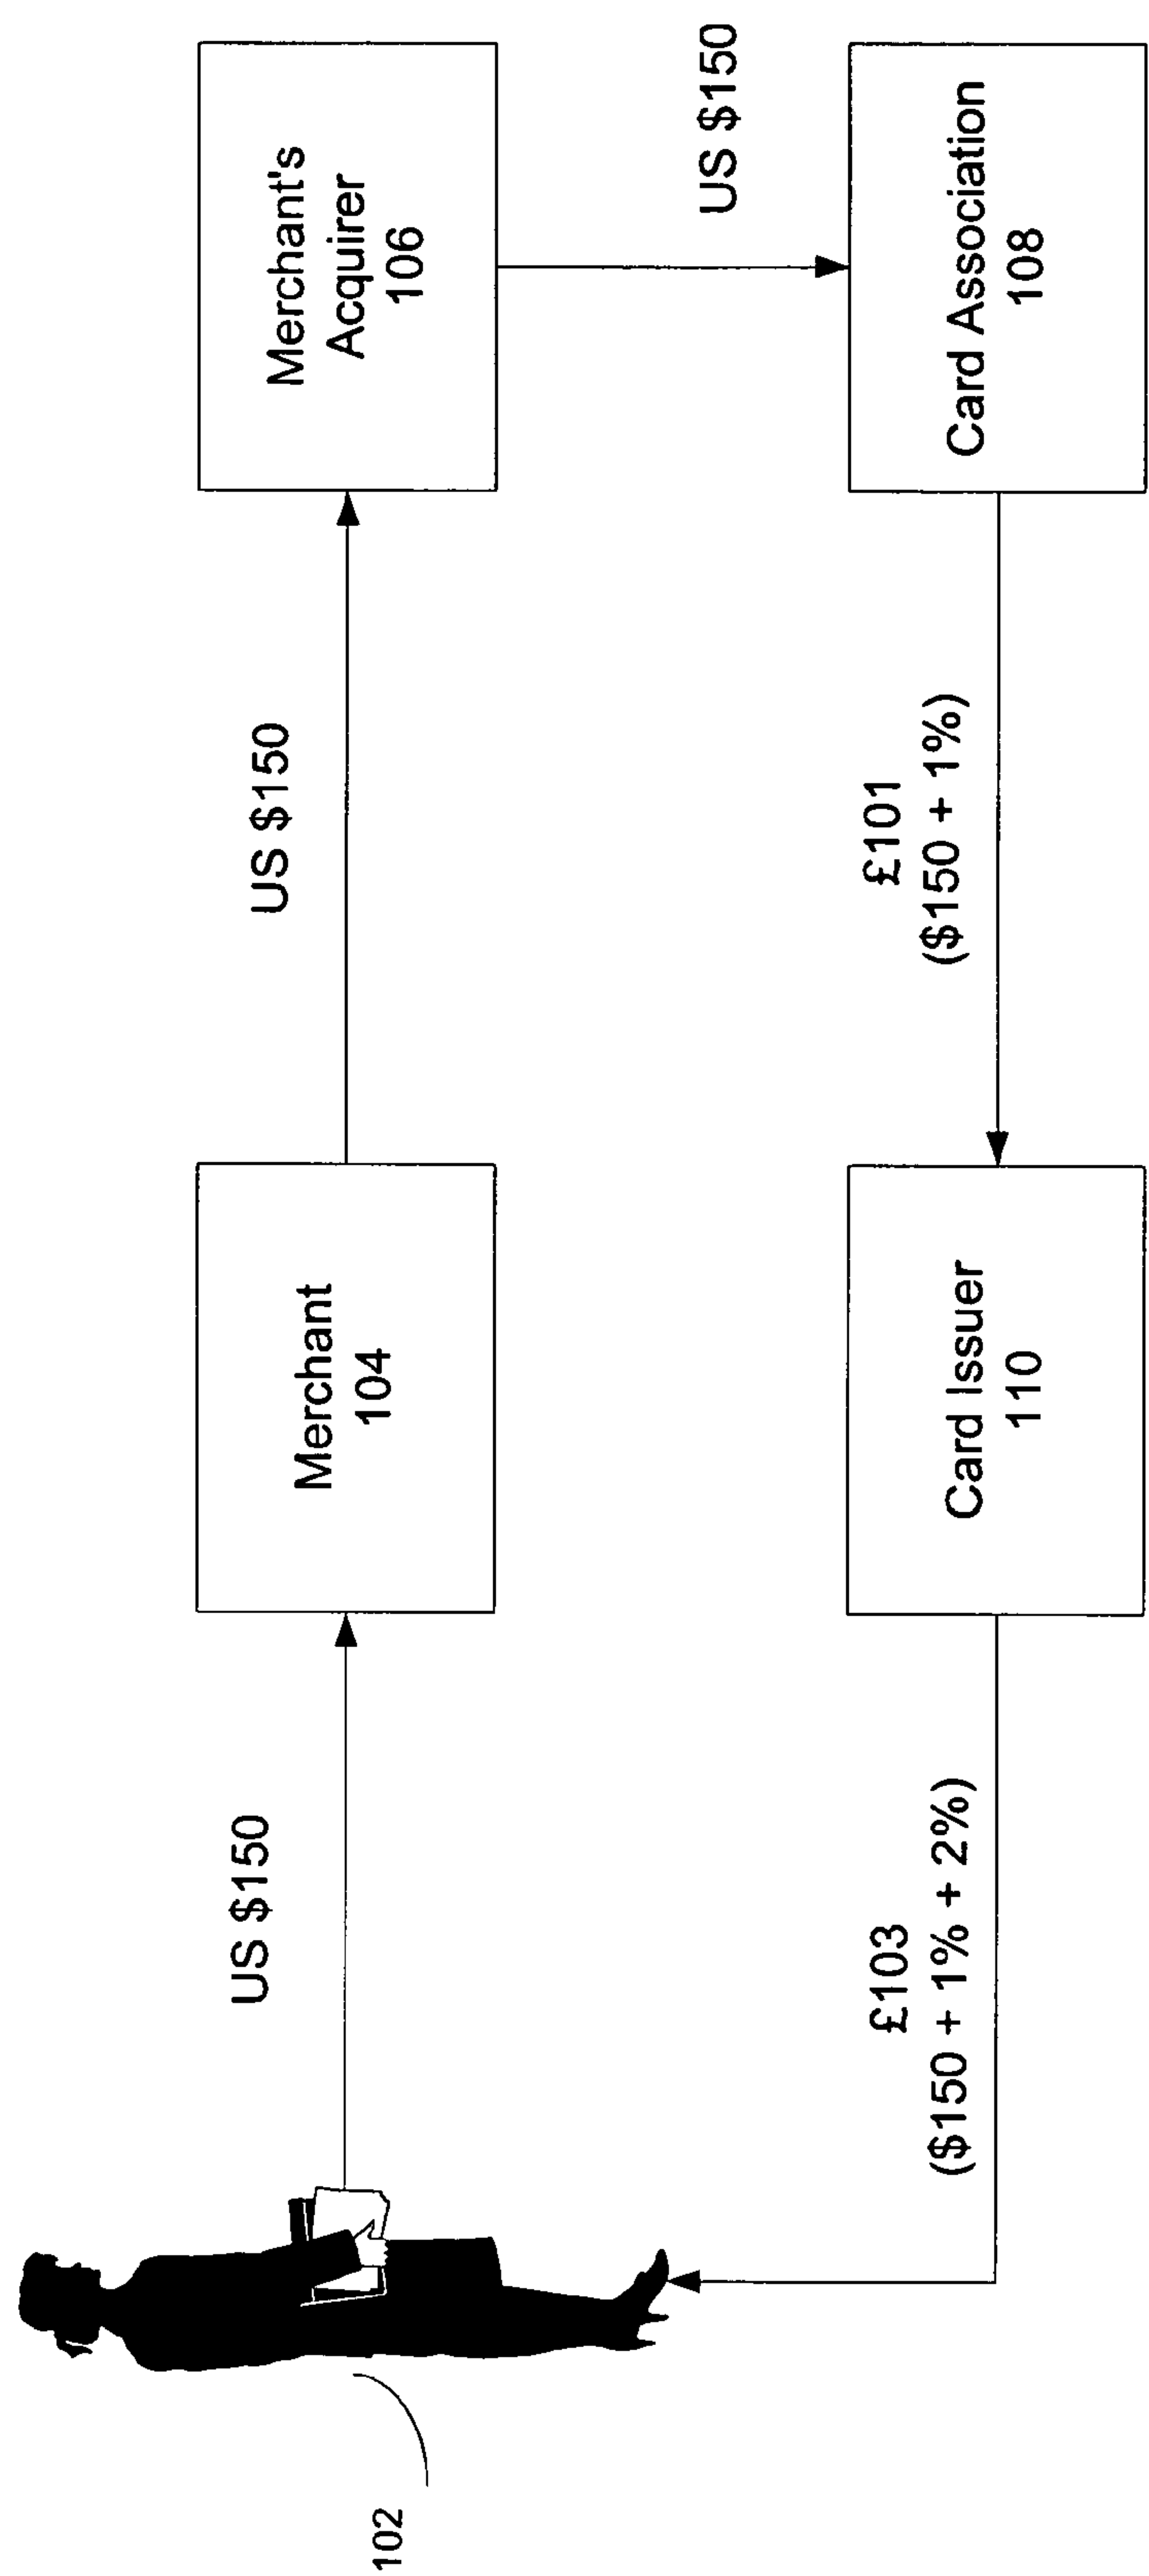 102
US $150
Merchant
104
US $150
Merchant's
Acquirer
106
US $150
Card Association
108
£101
($150 + 1%)
Card Issuer
110
£103
($150 + 1% + 2%)